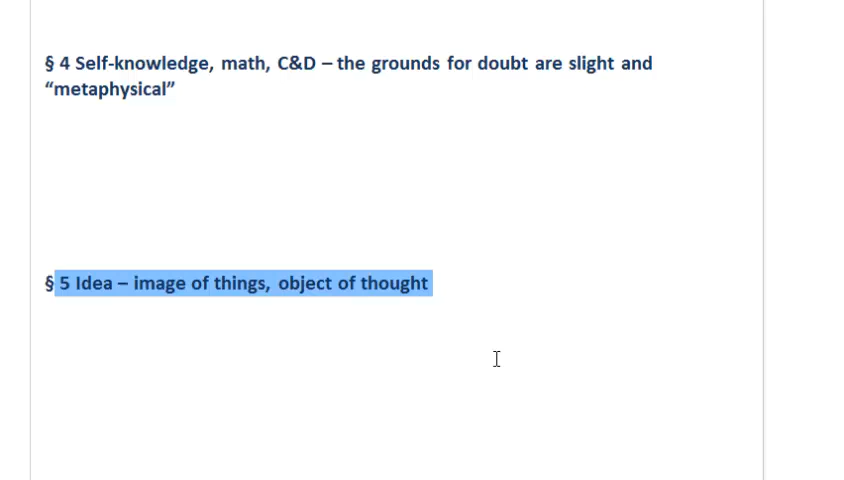 § 4 Self-knowledge, math, C&D – the grounds for doubt are slight and
“metaphysical”
§ 5 Idea – image of things, object of thought